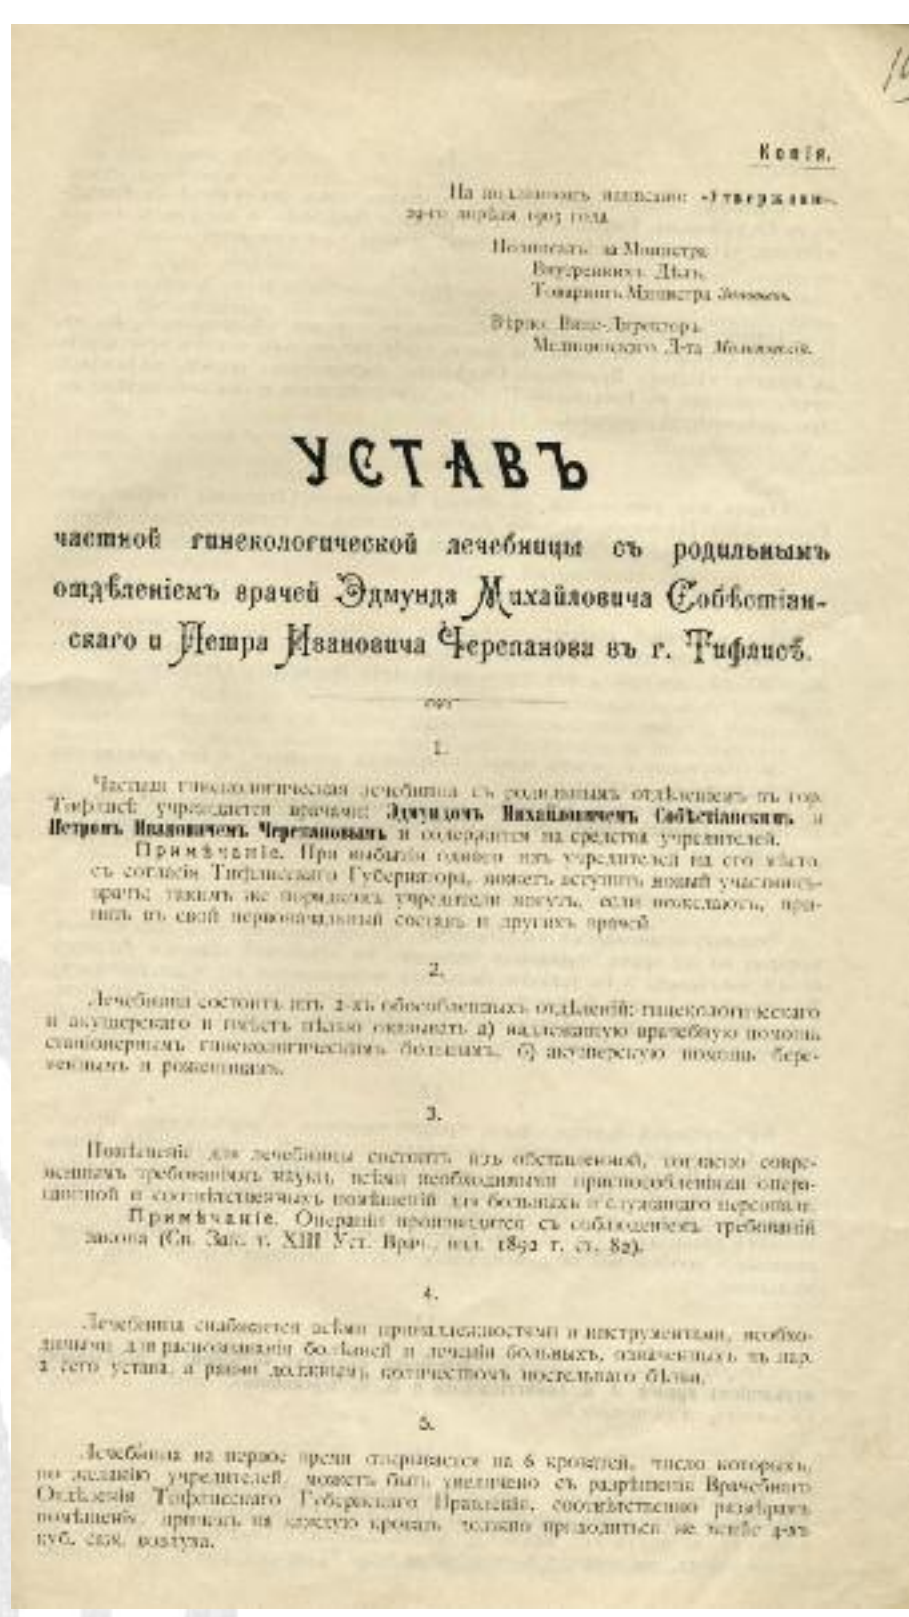 Копія.
На подлинномъ написано: «Утверждаю».
29-го апрѣля 1903 года.
Подписалъ: за Министра
Внутреннихъ Дѣлъ,
Товарищъ Министра
Вѣрно: Вице-Директоръ
Медицинскаго Д-та
УСТАВЪ
частной гинекологической лечебницы съ родильнымъ
отдѣленіемъ врачей Эдмунда Михайловича Собѣстіан-
скаго и Петра Ивановича Черепанова въ г. Тифлисѣ.
1.
Частная гинекологическая лечебница съ родильнымъ отдѣленіемъ въ гор.
Тифлисѣ учреждается врачами: Эдмундомъ Михайловичемъ Собѣстіанскимъ и
Петромъ Ивановичемъ Черепановымъ и содержится на средства учредителей.
Примѣчаніе. При выбытіи одного изъ учредителей на его мѣсто,
съ согласія Тифлисскаго Губернатора, можетъ вступить новый участникъ-
врачъ; такимъ же порядкомъ учредители могутъ, если пожелаютъ, при-
нять въ свой первоначальный составъ и другихъ врачей.
2.
Лечебница состоитъ изъ 2-хъ обособленныхъ отдѣленій: гинекологическаго
и акушерскаго и имѣетъ цѣлью оказывать а) надлежащую врачебную помощь
стаціонернымъ гинекологическимъ больнымъ, б) акушерскую помощь бере-
меннымъ и роженицамъ.
3.
Помѣщеніе для лечебницы состоитъ изъ обставленной, согласно совре-
меннымъ требованіямъ науки, всѣми необходимыми приспособленіями опера-
ціонной и соотвѣтственныхъ помѣщеній для больныхъ и служащаго персонала.
Примѣчаніе. Операціи производятся съ соблюденіемъ требованій
закона (Св. Зак. т. XIII Уст. Врач., изд. 1892 г. ст. 82).
4.
Лечебница снабжается всѣми принадлежностями и инструментами, необхо-
димыми для распознаванія болѣзней и леченія больныхъ, означенныхъ въ пар.
2 сего устава, а равно должнымъ количествомъ постельнаго бѣлья.
5.
Лечебница на первое время открывается на 6 кроватей, число которыхъ,
по желанію учредителей, можетъ быть увеличено съ разрѣшенія Врачебнаго
Отдѣленія Тифлисскаго Губернскаго Правленія, соотвѣтственно размѣрамъ
помѣщенія, причемъ на каждую кровать должно приходиться не менѣе 4-хъ
куб. саж. воздуха.